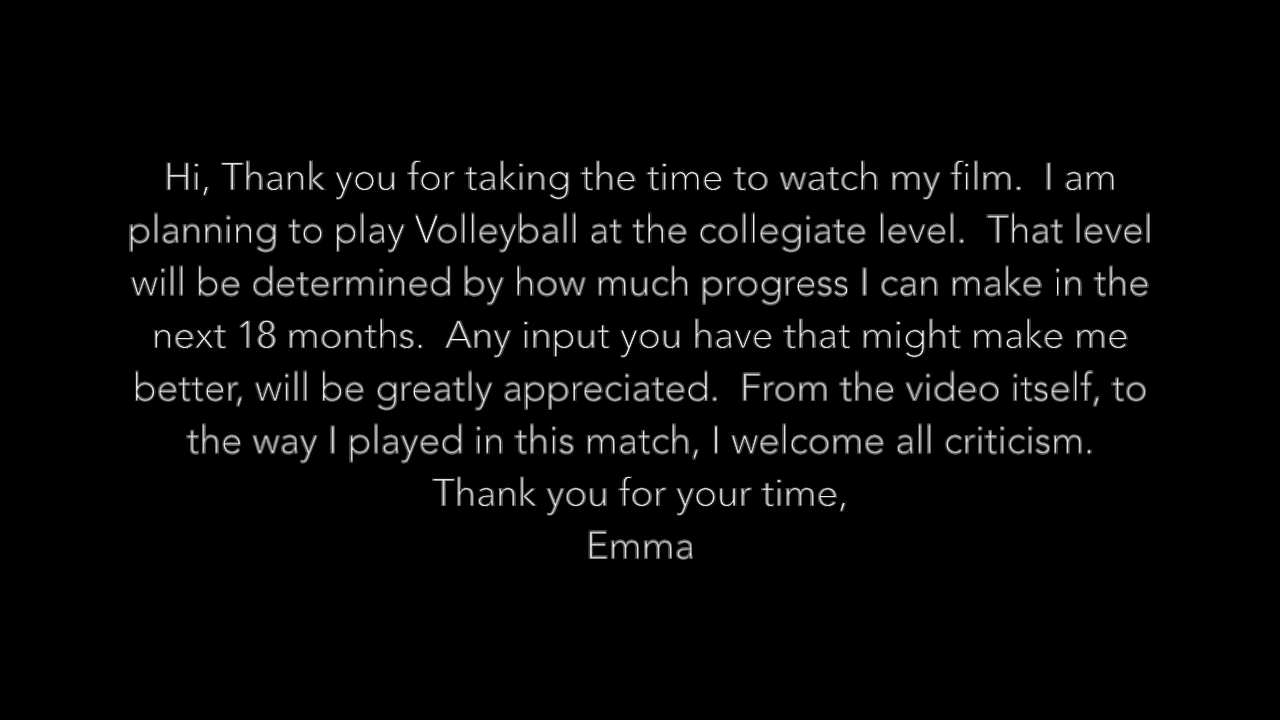 Hi, Thank you for taking the time to watch my film.  I am
planning to play Volleyball at the collegiate level.  That level
will be determined by how much progress I can make in the
next 18 months.  Any input you have that might make me
better, will be greatly appreciated.  From the video itself, to
the way I played in this match, I welcome all criticism.
Thank you for your time,
Emma